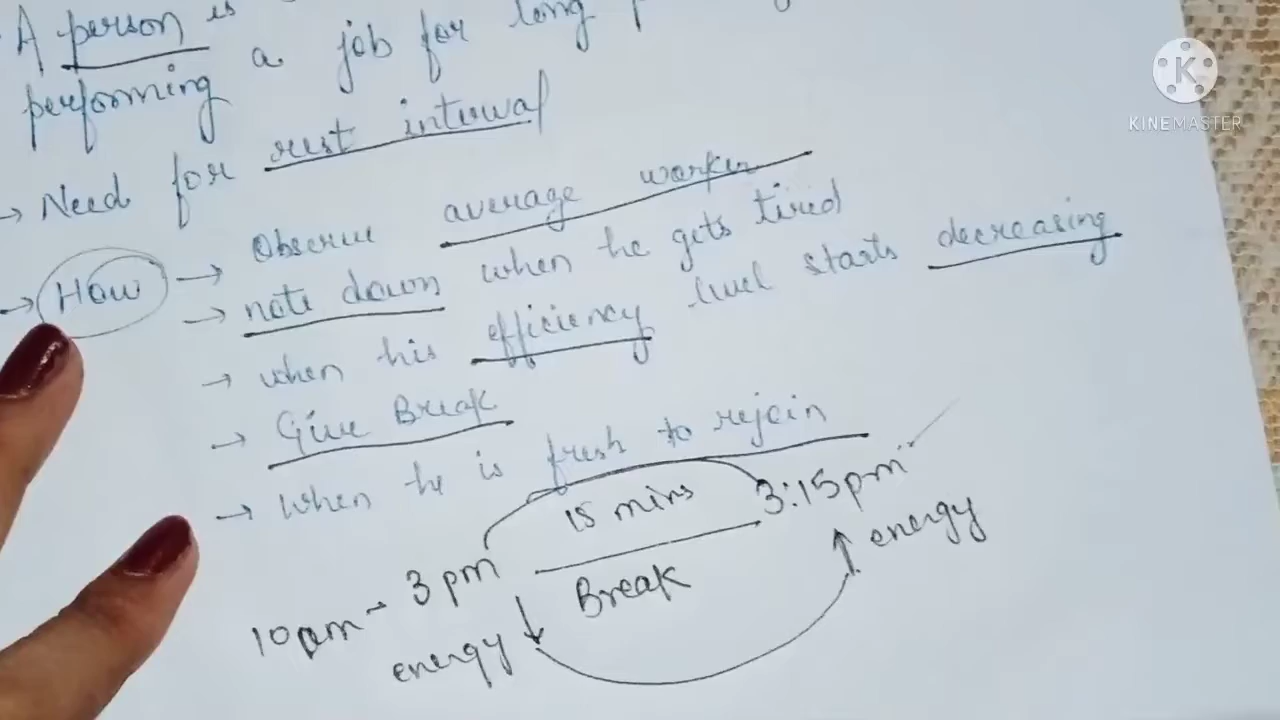 A person is
performing a job for long
→ Need for rest interval
→ How → Observe average worker
→ note down when he gets tired
→ when his efficiency level starts decreasing
→ Give Break
→ When he is fresh to rejoin
15 mins
10am - 3pm 3:15pm
Break
energy ↓ ↑ energy
KINEMASTER